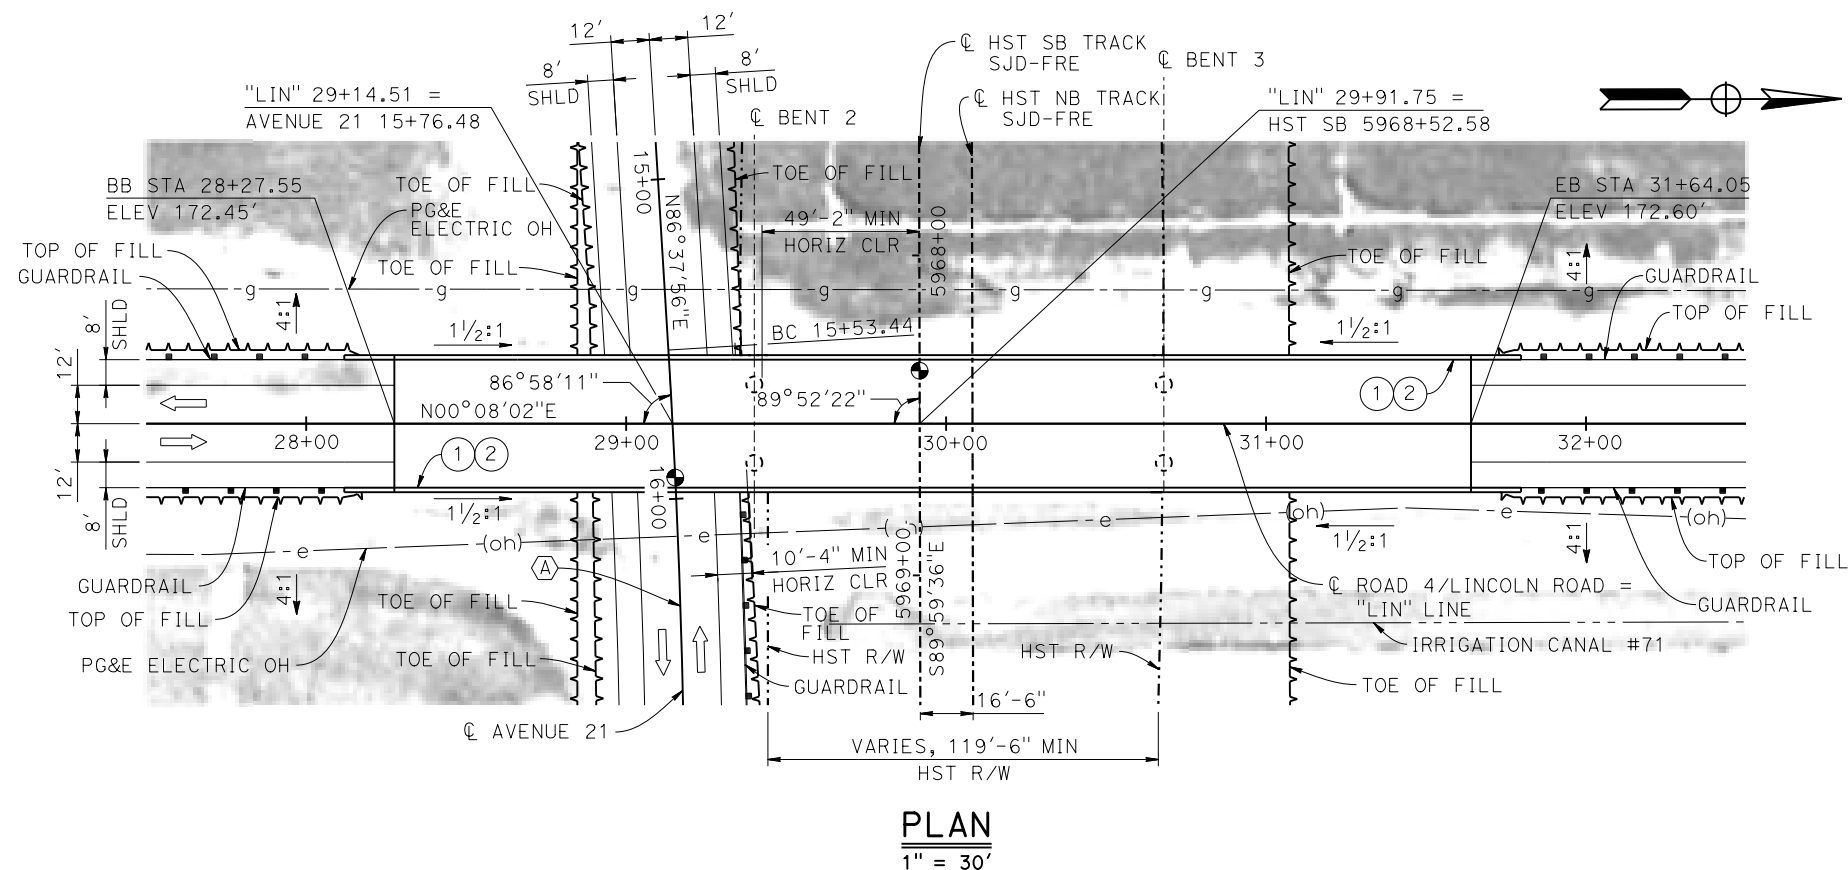 12'
12'
8'
SHLD
8'
SHLD
℄ HST SB TRACK
SJD-FRE
℄ BENT 3
℄ HST NB TRACK
SJD-FRE
℄ BENT 2
"LIN" 29+14.51 =
AVENUE 21 15+76.48
"LIN" 29+91.75 =
HST SB 5968+52.58
BB STA 28+27.55
ELEV 172.45'
TOE OF FILL
PG&E
ELECTRIC OH
15+00
N86°37'56"E
TOE OF FILL
49'-2" MIN
HORIZ CLR
5968+00
EB STA 31+64.05
ELEV 172.60'
TOP OF FILL
GUARDRAIL
TOE OF FILL
TOE OF FILL
4:1
GUARDRAIL
TOP OF FILL
g g g g g g g g
4:1
8'
SHLD
12'
1½:1
BC 15+53.44
1½:1
86°58'11"
89°52'22"
N00°08'02"E
1 2
28+00
29+00
30+00
31+00
32+00
1 2
12'
8'
SHLD
16+00
1½:1
e (oh) e e (oh) e (oh)
1½:1
4:1
A
10'-4" MIN
HORIZ CLR
5969+00
S89°59'36"E
GUARDRAIL
TOP OF FILL
4:1
TOE OF FILL
TOE OF
FILL
℄ ROAD 4/LINCOLN ROAD =
"LIN" LINE
TOP OF FILL
GUARDRAIL
PG&E ELECTRIC OH
TOE OF FILL
HST R/W
HST R/W
IRRIGATION CANAL #71
GUARDRAIL
TOE OF FILL
16'-6"
℄ AVENUE 21
VARIES, 119'-6" MIN
HST R/W
PLAN
1" = 30'